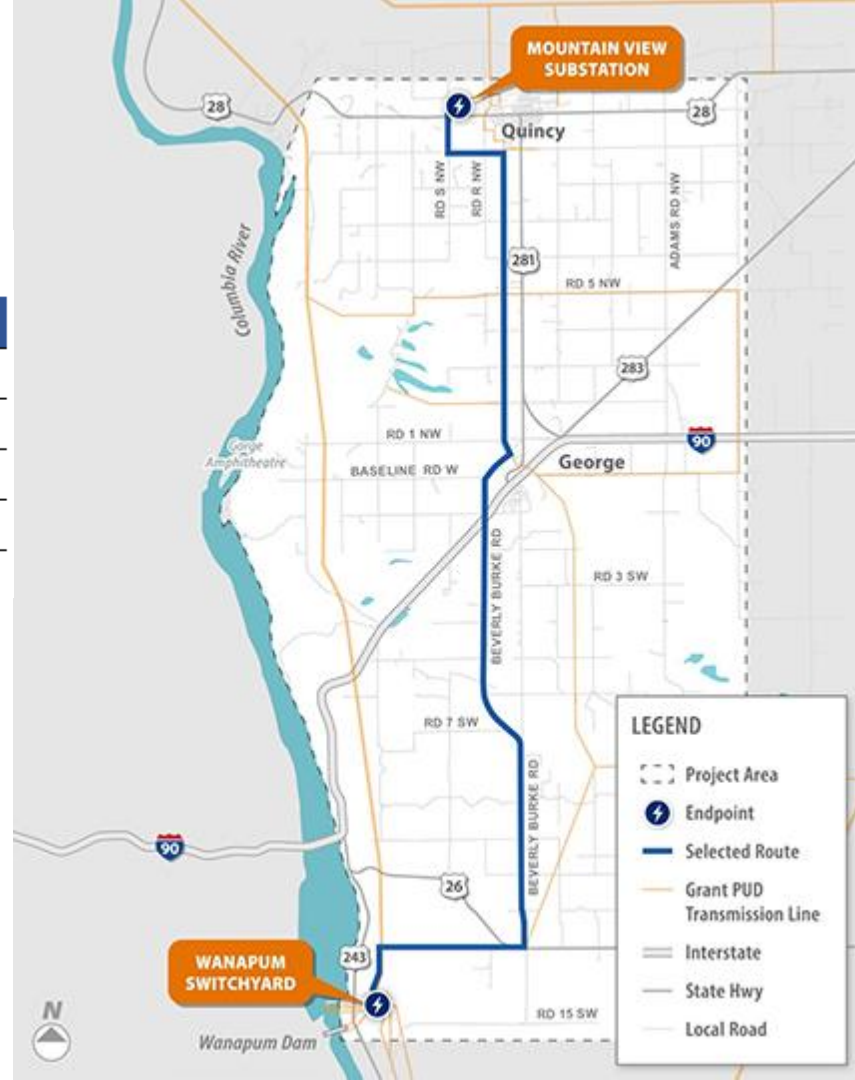 MOUNTAIN VIEW
SUBSTATION
28
28
Quincy
RD S NW
RD R NW
ADAMS RD NW
Columbia River
281
RD 5 NW
283
RD 1 NW
90
Gorge
Amphitheatre
BASELINE RD W
George
BEVERLY BURKE RD
RD 3 SW
RD 7 SW
LEGEND
Project Area
Endpoint
Selected Route
Grant PUD
Transmission Line
Interstate
State Hwy
Local Road
BEVERLY BURKE RD
90
26
243
WANAPUM
SWITCHYARD
RD 15 SW
N
Wanapum Dam